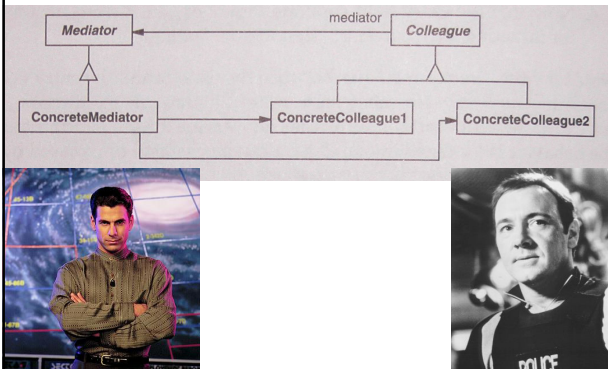 mediator
Mediator
Colleague
ConcreteMediator
ConcreteColleague1
ConcreteColleague2
POLICE